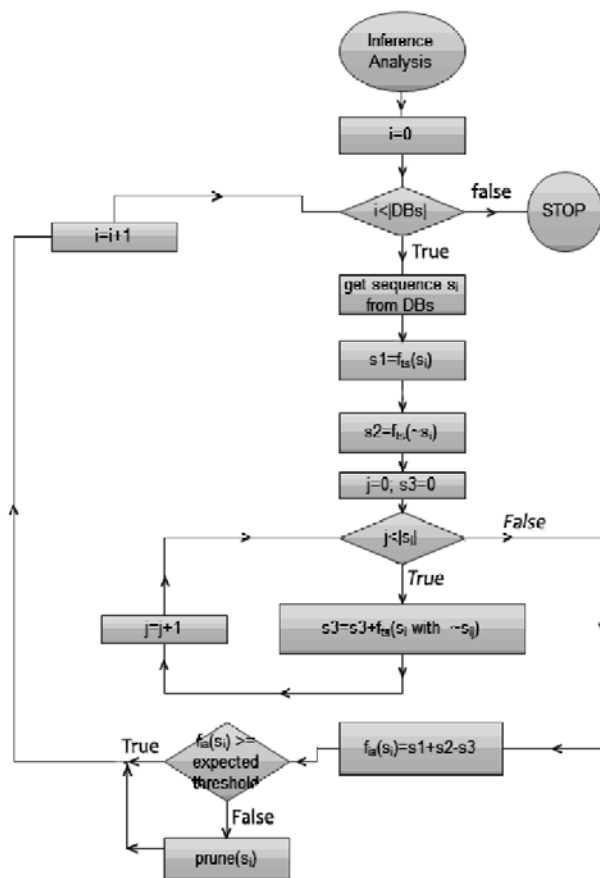 Inference
Analysis
i=0
i<|DBs|
false
STOP
i=i+1
True
get sequence sᵢ
from DBs
s1=fₜₛ(sᵢ)
s2=fₜₛ(~sᵢ)
j=0; s3=0
j<|sᵢ|
False
True
j=j+1
s3=s3+fₜₛ(sᵢ with ~sᵢⱼ)
fᵢₐ(sᵢ)=s1+s2-s3
fᵢₐ(sᵢ) >=
expected
threshold
True
False
prune(sᵢ)